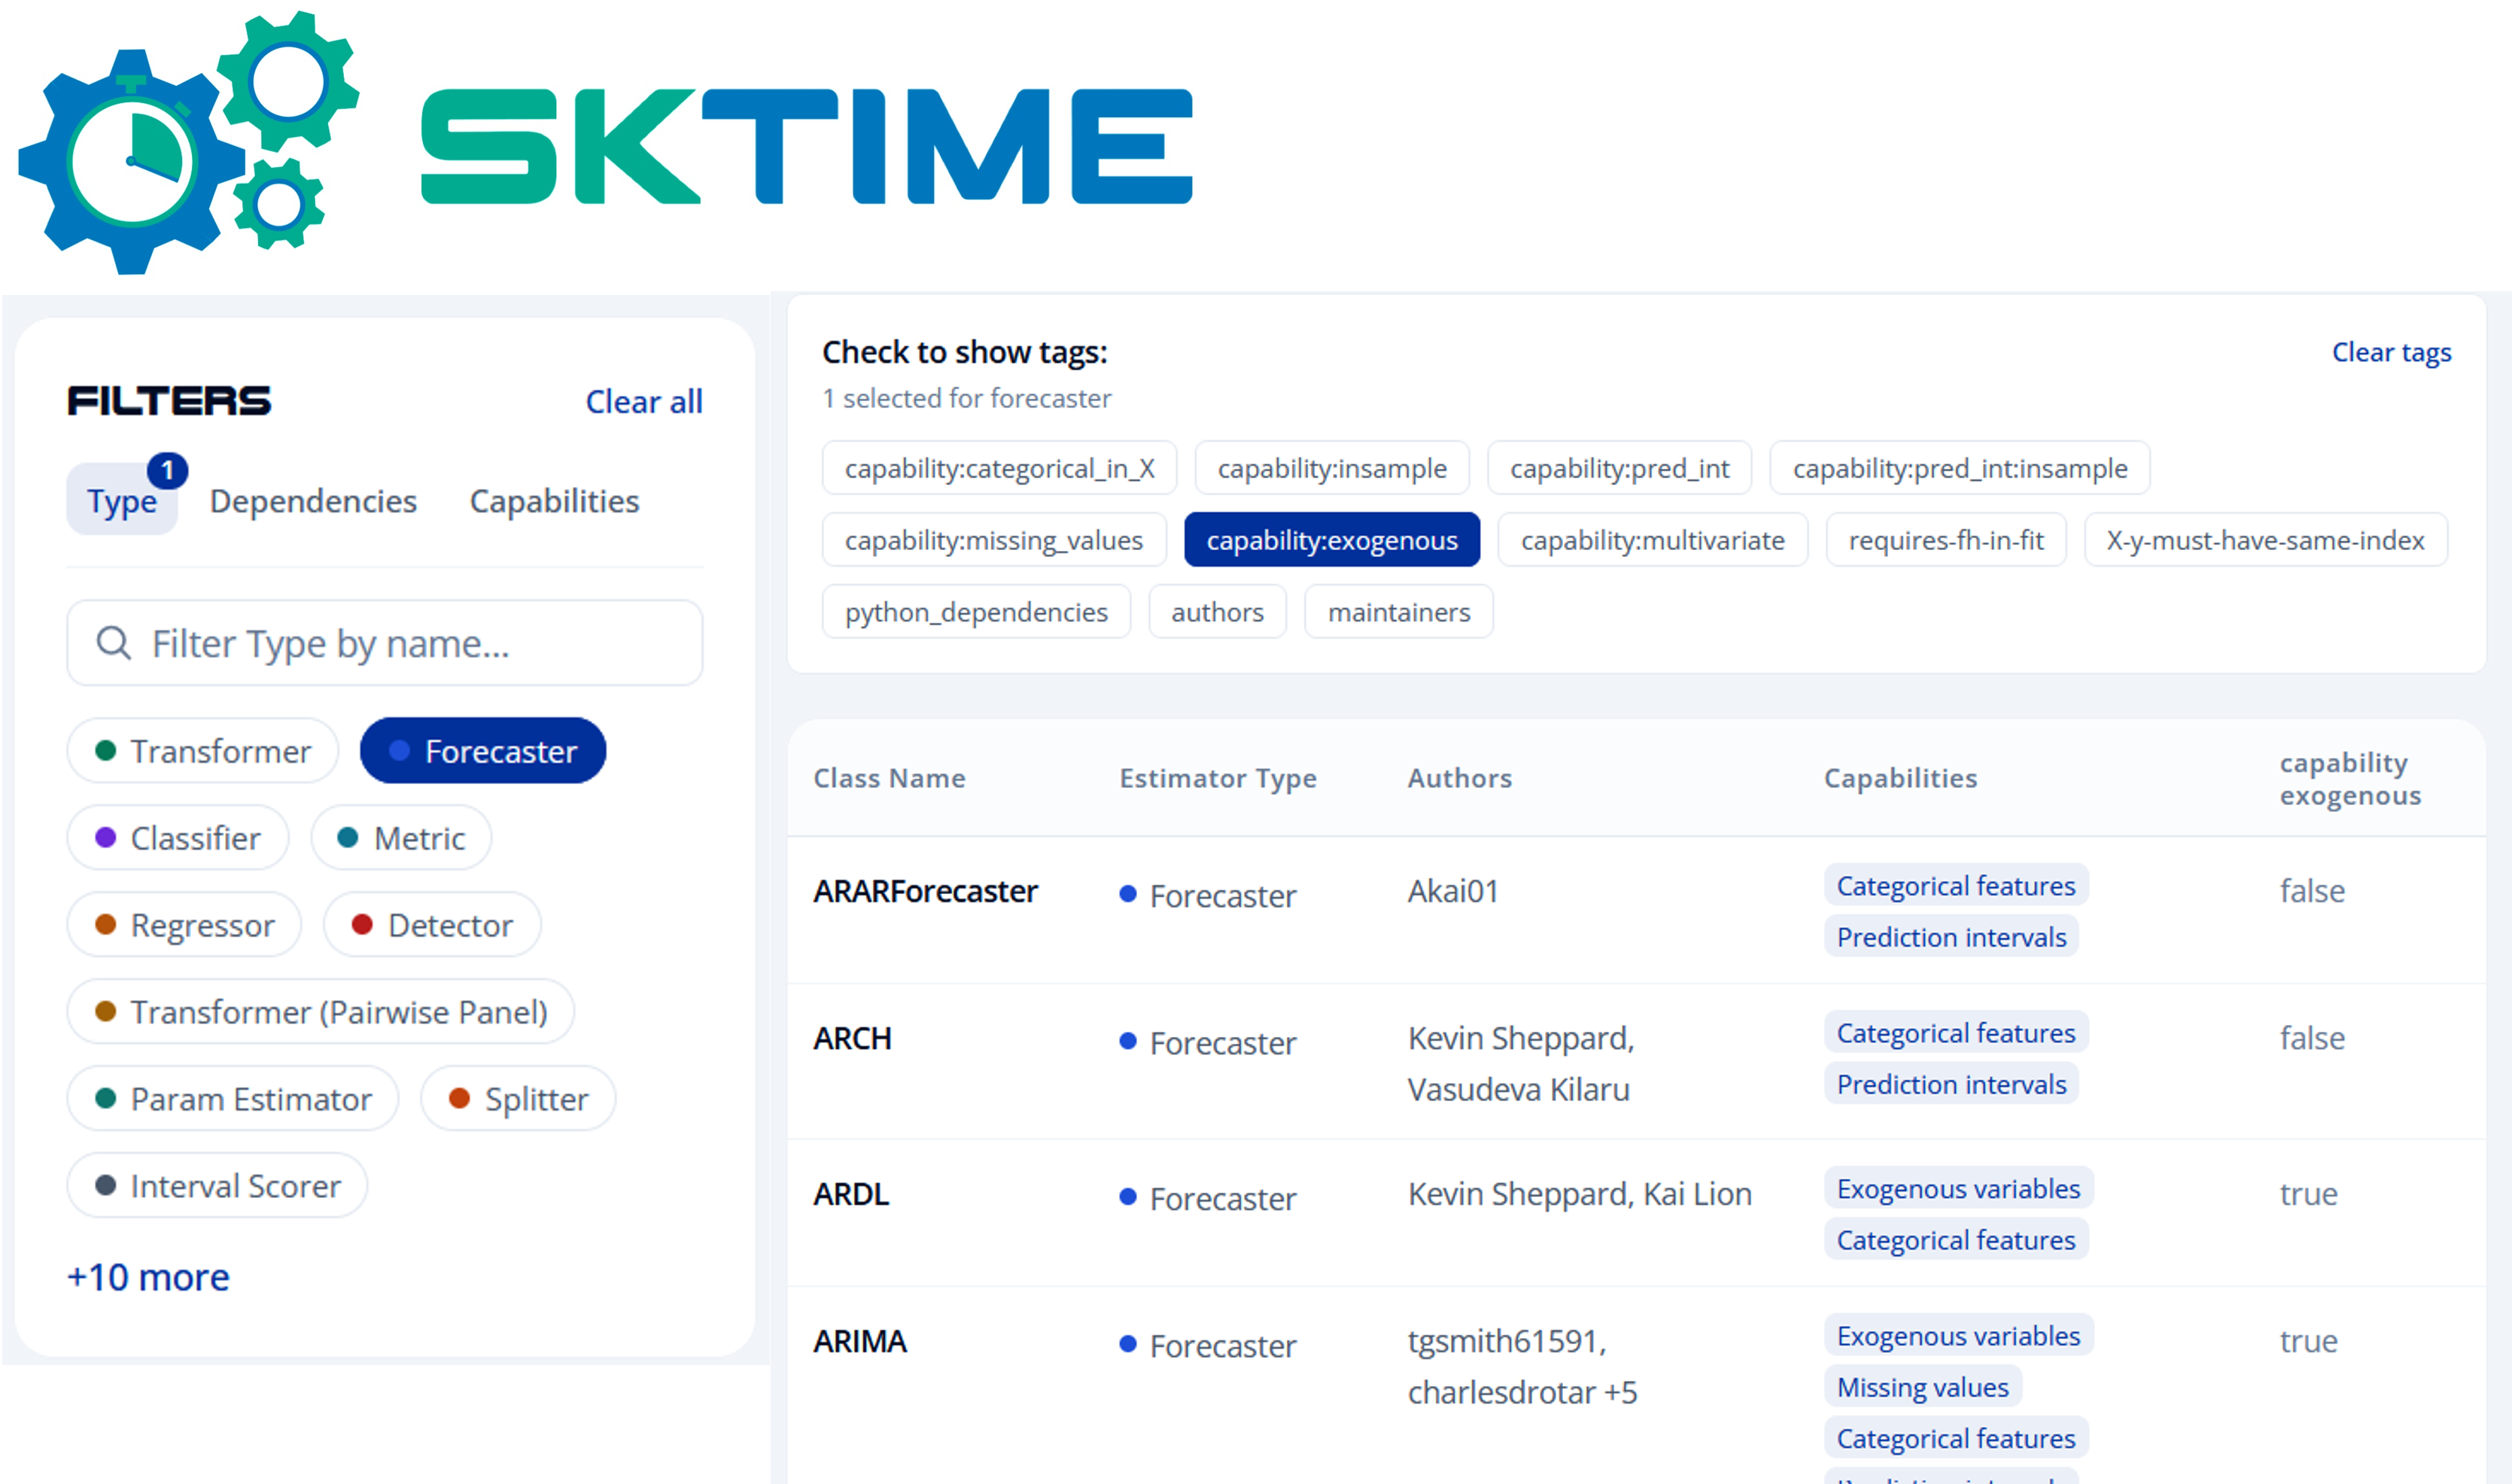 SKTIME
FILTERS
Clear all
1
Type
Dependencies
Capabilities
Filter Type by name...
Transformer
Forecaster
Classifier
Metric
Regressor
Detector
Transformer (Pairwise Panel)
Param Estimator
Splitter
Interval Scorer
+10 more
Check to show tags:
Clear tags
1 selected for forecaster
capability:categorical_in_X
capability:insample
capability:pred_int
capability:pred_int:insample
capability:missing_values
capability:exogenous
capability:multivariate
requires-fh-in-fit
X-y-must-have-same-index
python_dependencies
authors
maintainers
Class Name
Estimator Type
Authors
Capabilities
capability
exogenous
ARARForecaster
Forecaster
Akai01
Categorical features
Prediction intervals
false
ARCH
Forecaster
Kevin Sheppard,
Vasudeva Kilaru
Categorical features
Prediction intervals
false
ARDL
Forecaster
Kevin Sheppard, Kai Lion
Exogenous variables
Categorical features
true
ARIMA
Forecaster
tgsmith61591,
charlesdrotar +5
Exogenous variables
Missing values
Categorical features
true